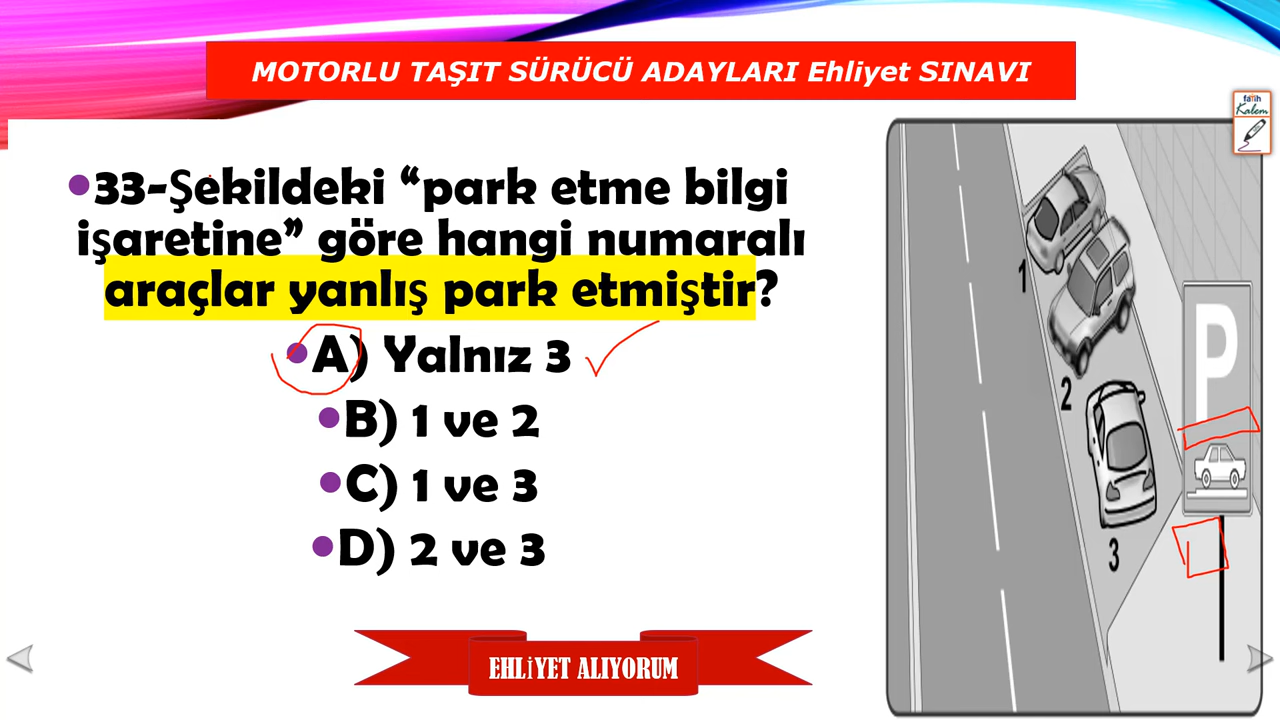 MOTORLU TAŞIT SÜRÜCÜ ADAYLARI Ehliyet SINAVI
fatih
Kalem
33-Şekildeki “park etme bilgi
işaretine” göre hangi numaralı
araçlar yanlış park etmiştir?
A) Yalnız 3
B) 1 ve 2
C) 1 ve 3
D) 2 ve 3
1
2
3
P
EHLİYET ALIYORUM